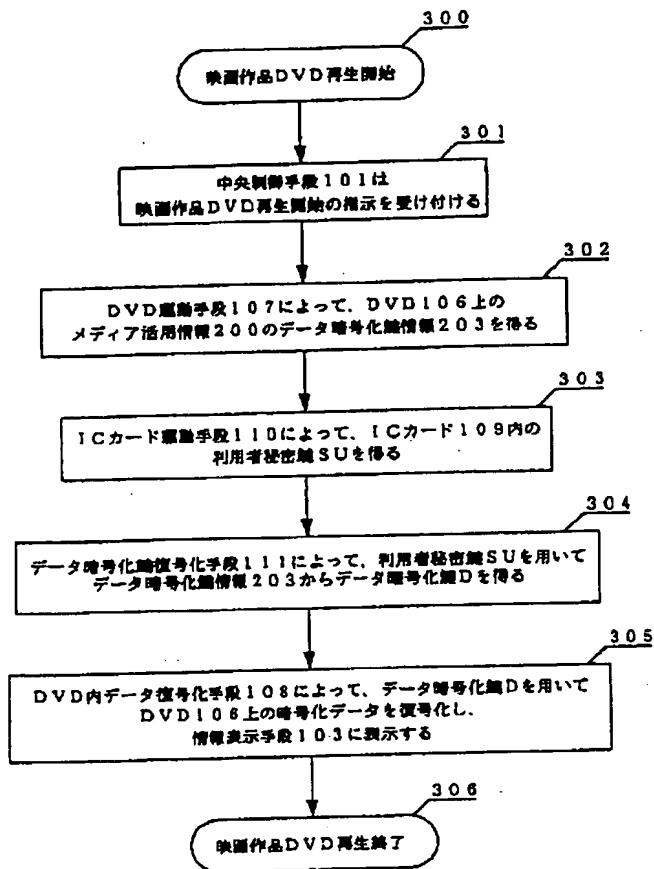 300
映画作品DVD再生開始
301
中央制御手段101は
映画作品DVD再生開始の指示を受け付ける
302
DVD駆動手段107によって、DVD106上の
メディア活用情報200のデータ暗号化鍵情報203を得る
303
ICカード駆動手段110によって、ICカード109内の
利用者秘密鍵SUを得る
304
データ暗号化鍵復号化手段111によって、利用者秘密鍵SUを用いて
データ暗号化鍵情報203からデータ暗号化鍵Dを得る
305
DVD内データ復号化手段108によって、データ暗号化鍵Dを用いて
DVD106上の暗号化データを復号化し、
情報表示手段103に表示する
306
映画作品DVD再生終了